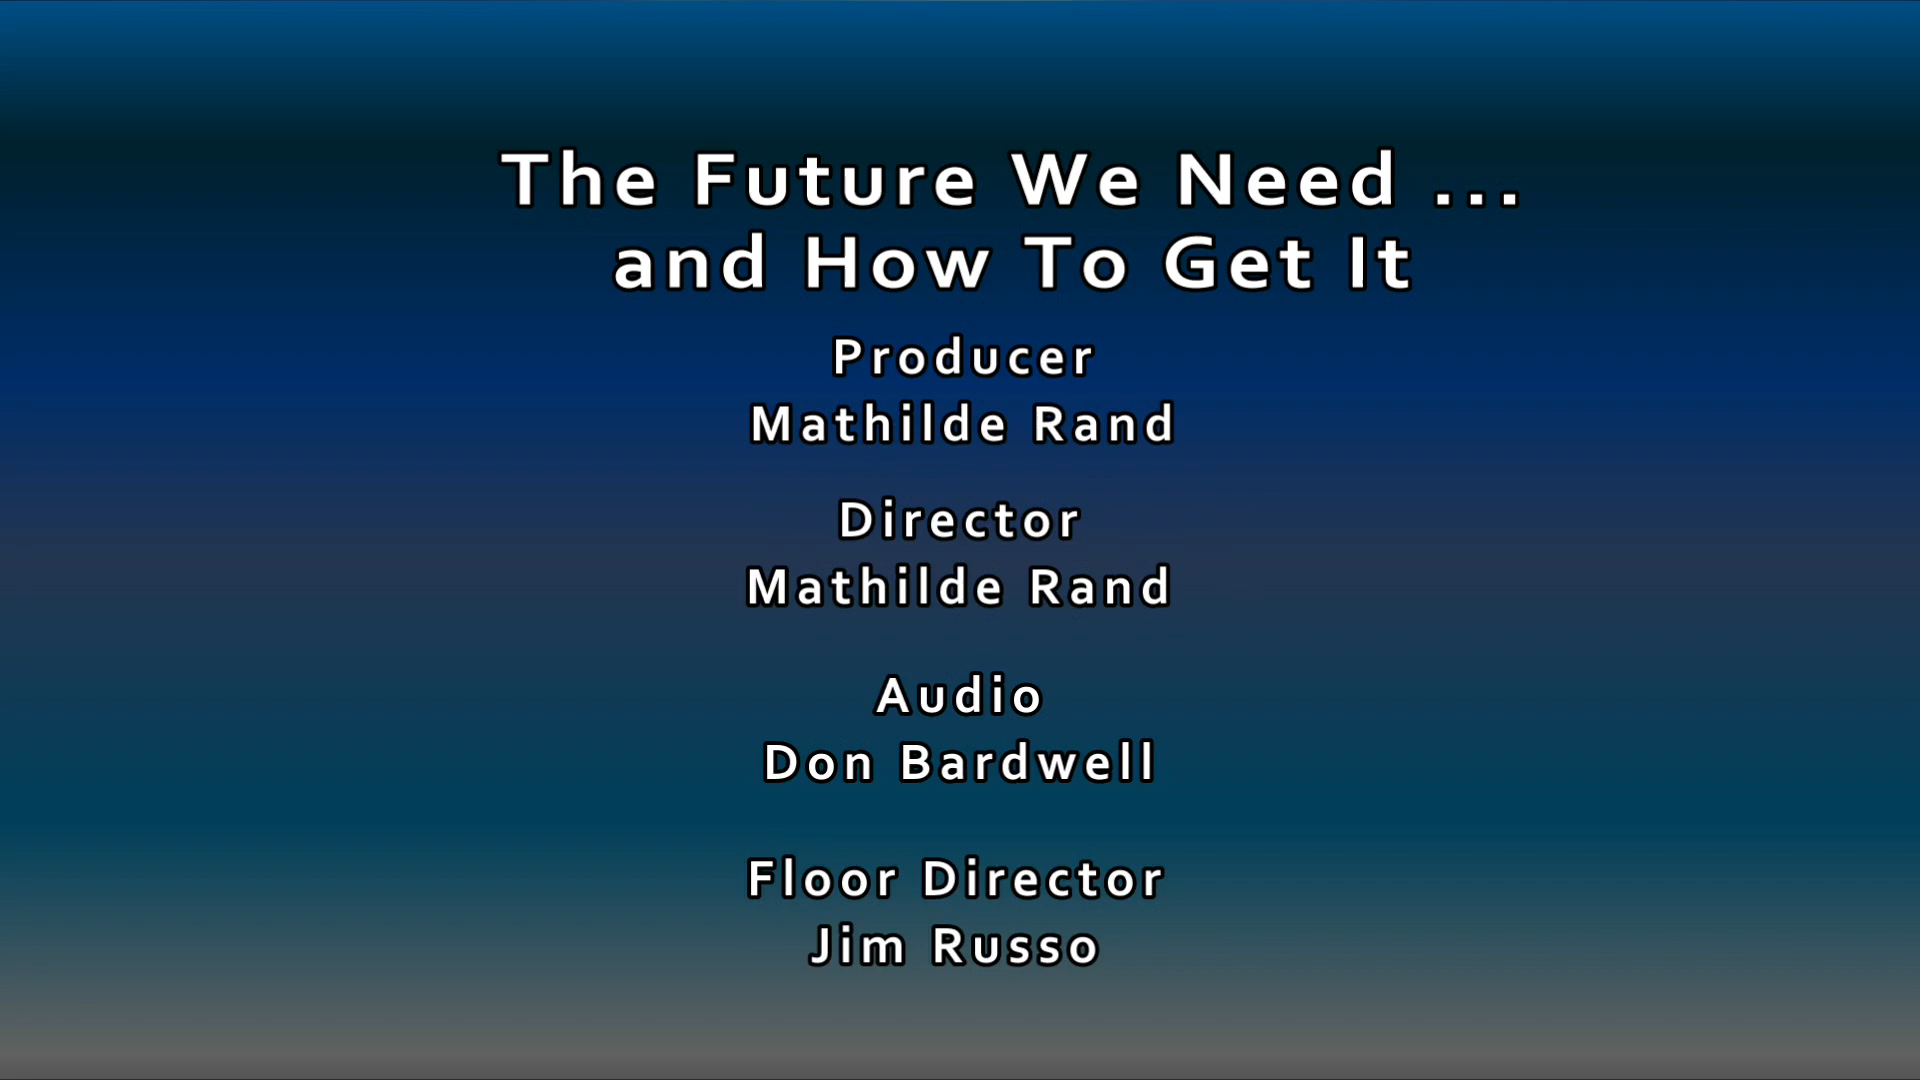 The Future We Need ...
and How To Get It
Producer
Mathilde Rand
Director
Mathilde Rand
Audio
Don Bardwell
Floor Director
Jim Russo